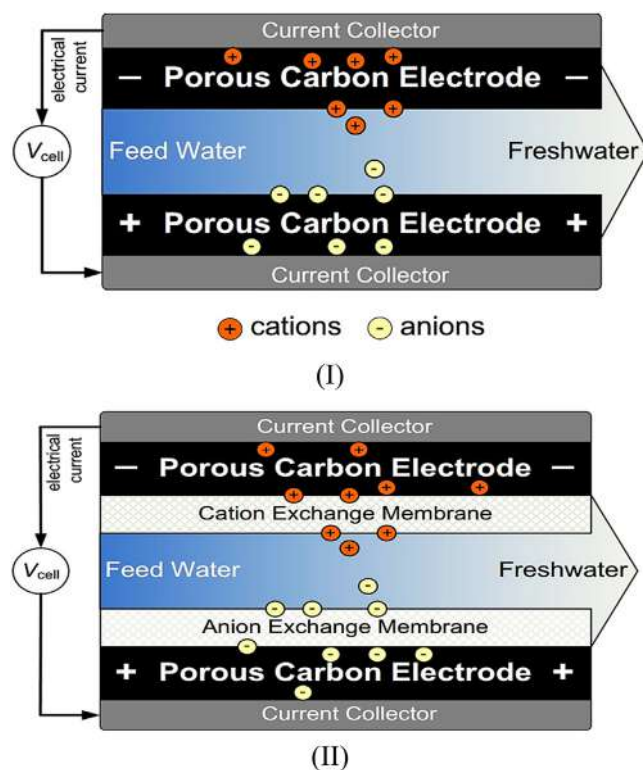 Current Collector
electrical
current
− Porous Carbon Electrode −
Vcell
Feed Water Freshwater
+ Porous Carbon Electrode +
Current Collector
+ cations - anions
(I)
Current Collector
electrical
current
− Porous Carbon Electrode −
Cation Exchange Membrane
Vcell
Feed Water Freshwater
Anion Exchange Membrane
+ Porous Carbon Electrode +
Current Collector
(II)